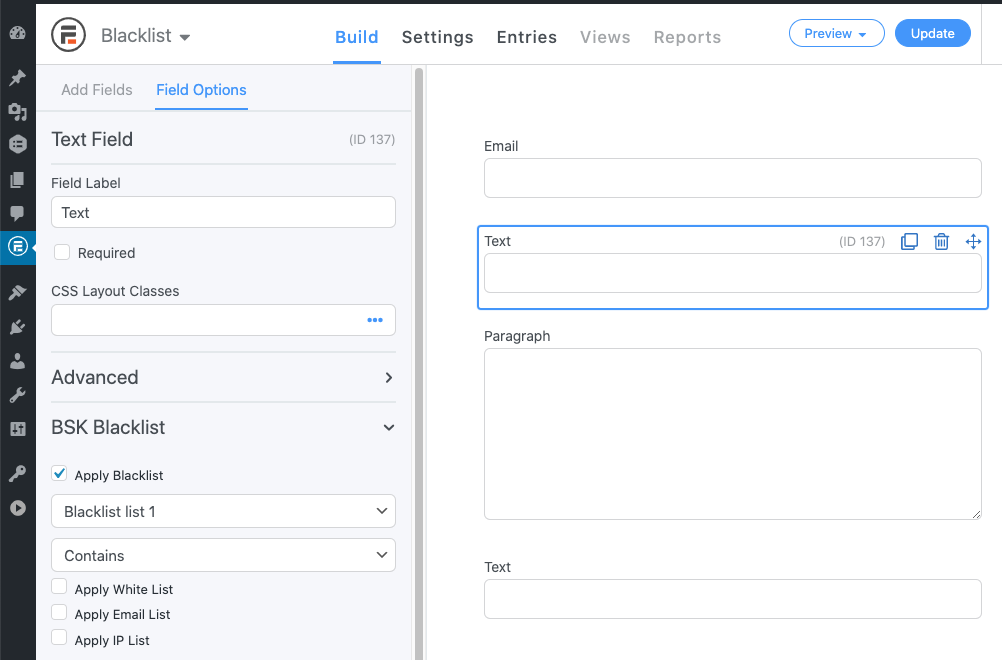 Blacklist
Build Settings Entries Views Reports
Preview Update
Add Fields Field Options
Text Field (ID 137)
Field Label
Text
Required
CSS Layout Classes
Advanced
BSK Blacklist
Apply Blacklist
Blacklist list 1
Contains
Apply White List
Apply Email List
Apply IP List
Email
Text (ID 137)
Paragraph
Text